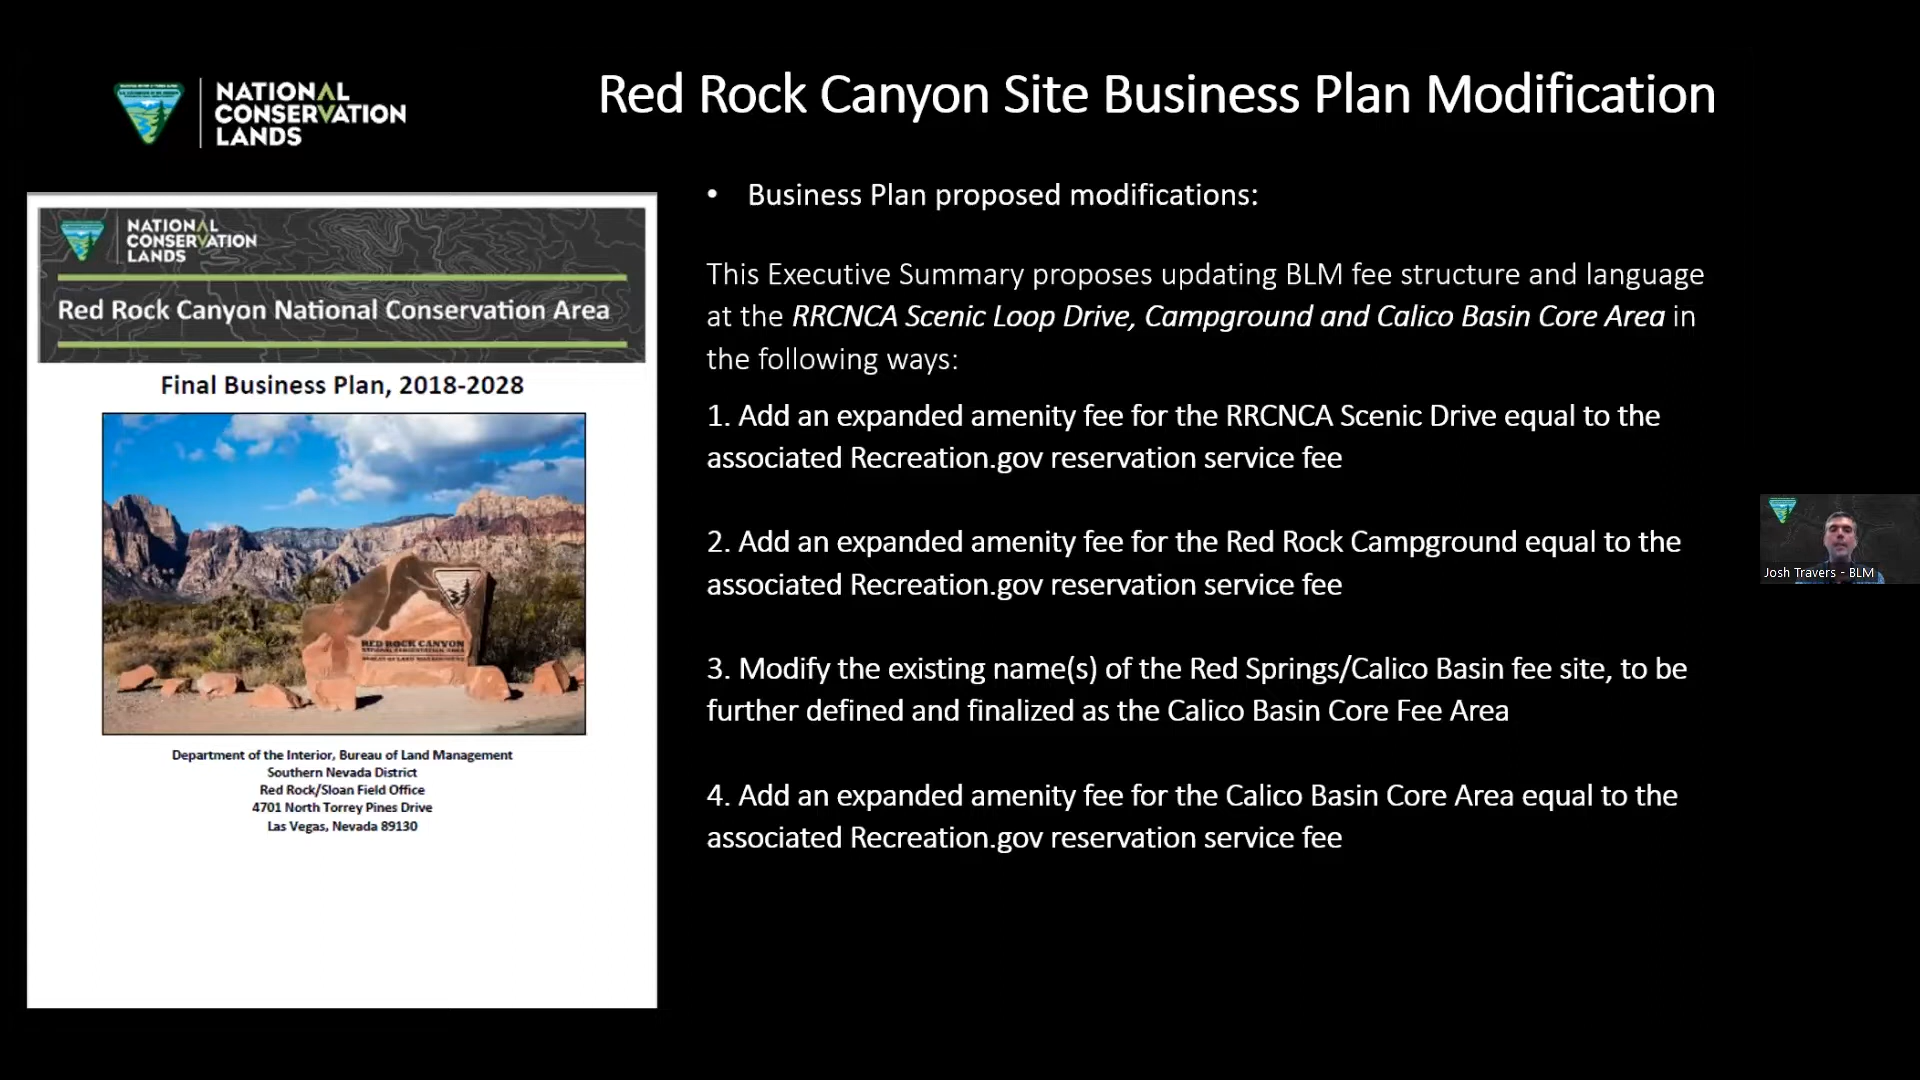 NATIONAL
CONSERVATION
LANDS
Red Rock Canyon Site Business Plan Modification
NATIONAL
CONSERVATION
LANDS
Red Rock Canyon National Conservation Area
Final Business Plan, 2018-2028
RED ROCK CANYON
Department of the Interior, Bureau of Land Management
Southern Nevada District
Red Rock/Sloan Field Office
4701 North Torrey Pines Drive
Las Vegas, Nevada 89130
• Business Plan proposed modifications:
This Executive Summary proposes updating BLM fee structure and language
at the RRCNCA Scenic Loop Drive, Campground and Calico Basin Core Area in
the following ways:
1. Add an expanded amenity fee for the RRCNCA Scenic Drive equal to the
associated Recreation.gov reservation service fee
2. Add an expanded amenity fee for the Red Rock Campground equal to the
associated Recreation.gov reservation service fee
3. Modify the existing name(s) of the Red Springs/Calico Basin fee site, to be
further defined and finalized as the Calico Basin Core Fee Area
4. Add an expanded amenity fee for the Calico Basin Core Area equal to the
associated Recreation.gov reservation service fee
Josh Travers - BLM